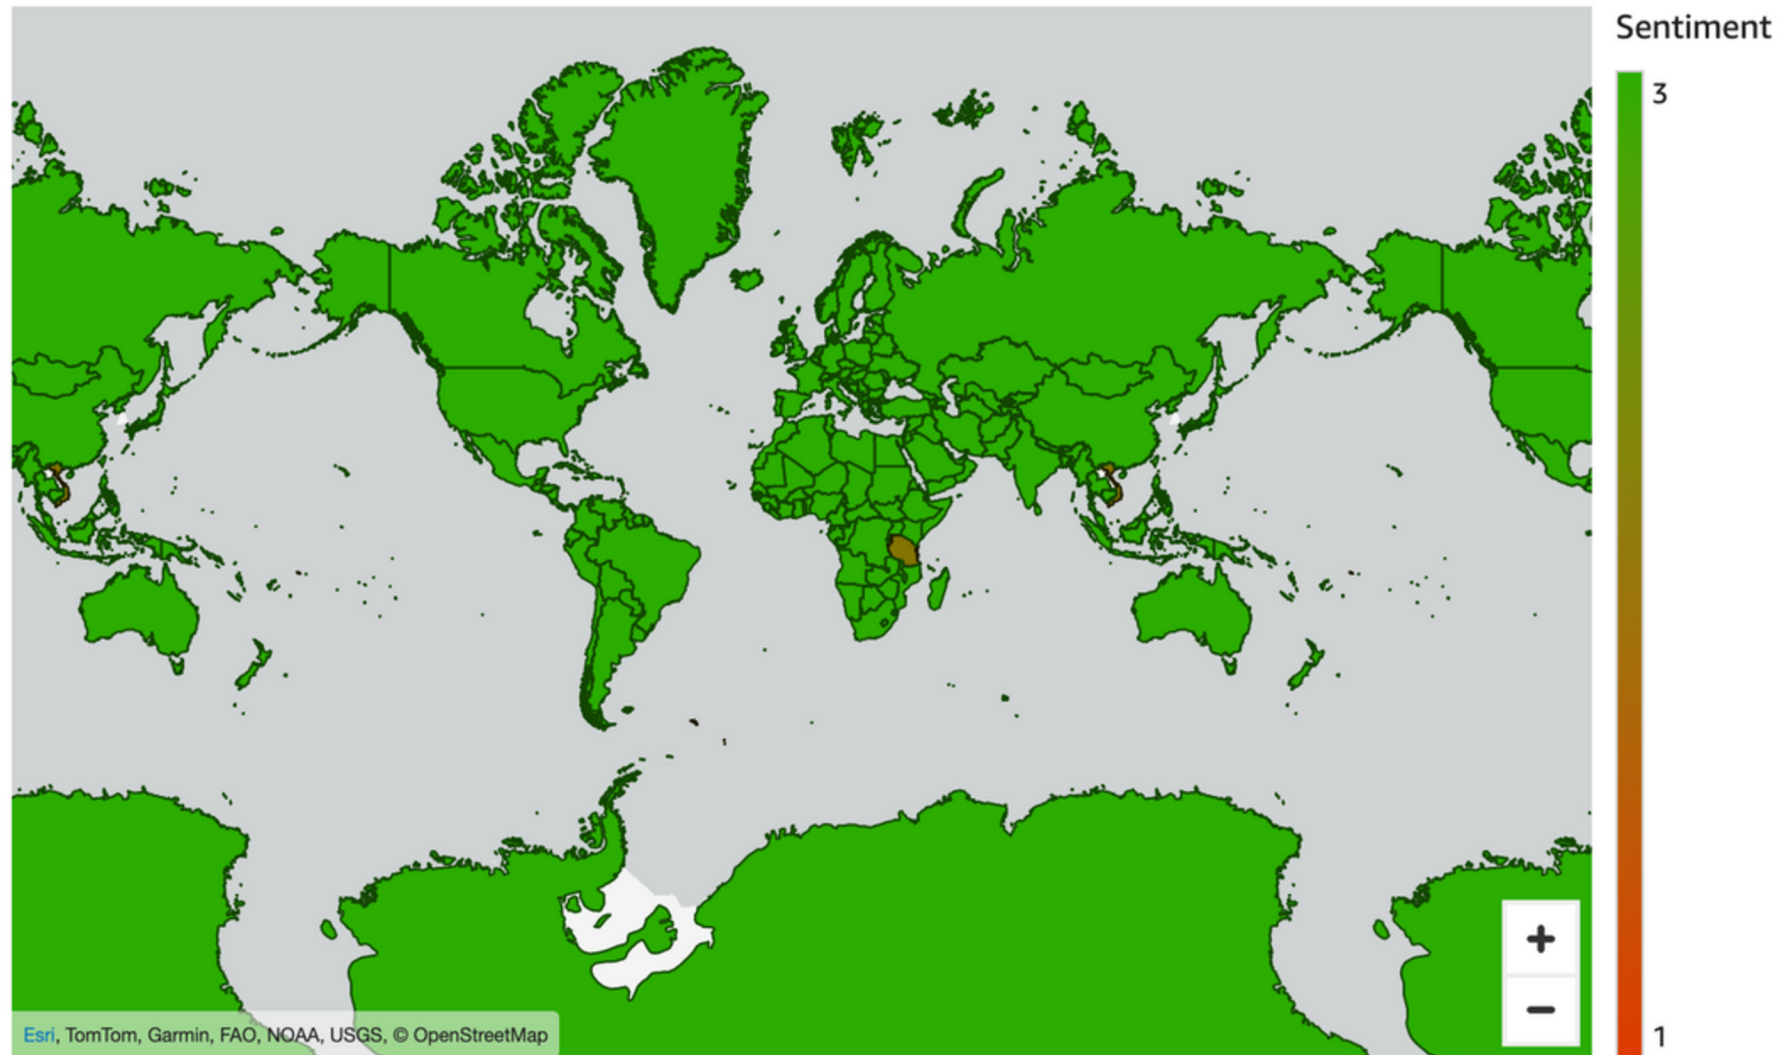 Sentiment
3
+
−
1
Esri, TomTom, Garmin, FAO, NOAA, USGS, © OpenStreetMap